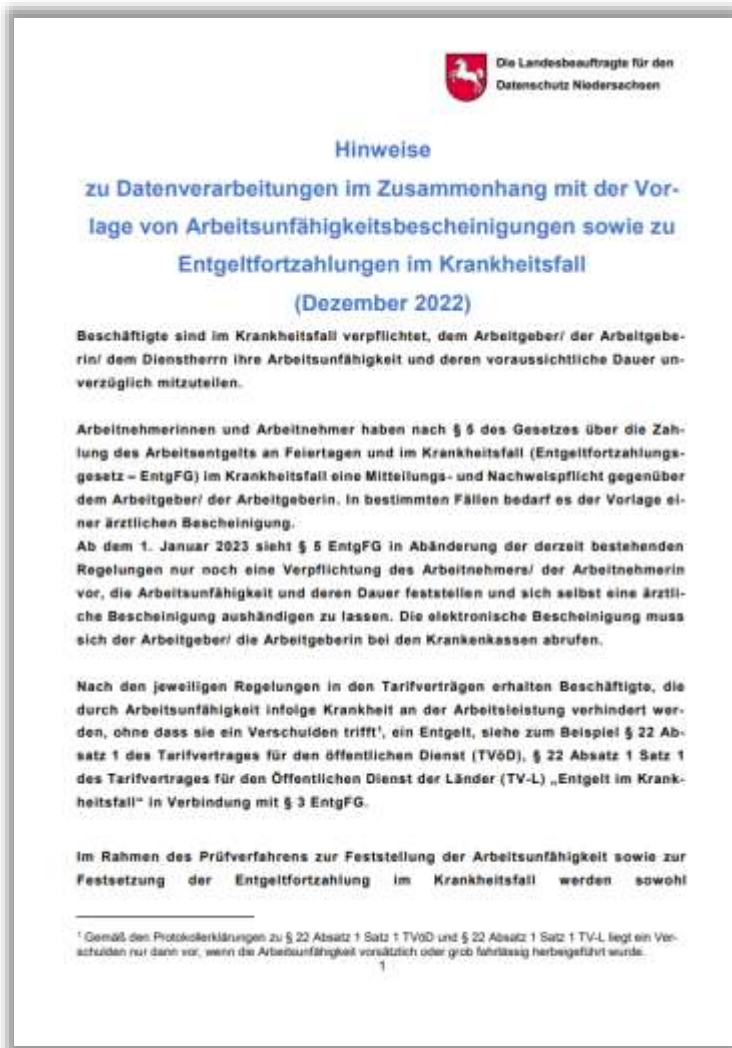 Die Landesbeauftragte für den
Datenschutz Niedersachsen
Hinweise
zu Datenverarbeitungen im Zusammenhang mit der Vor-
lage von Arbeitsunfähigkeitsbescheinigungen sowie zu
Entgeltfortzahlungen im Krankheitsfall
(Dezember 2022)
Beschäftigte sind im Krankheitsfall verpflichtet, dem Arbeitgeber/ der Arbeitgebe-
rin/ dem Dienstherrn ihre Arbeitsunfähigkeit und deren voraussichtliche Dauer un-
verzüglich mitzuteilen.
Arbeitnehmerinnen und Arbeitnehmer haben nach § 5 des Gesetzes über die Zah-
lung des Arbeitsentgelts an Feiertagen und im Krankheitsfall (Entgeltfortzahlungs-
gesetz – EntgFG) im Krankheitsfall eine Mitteilungs- und Nachweispflicht gegenüber
dem Arbeitgeber/ der Arbeitgeberin. In bestimmten Fällen bedarf es der Vorlage ei-
ner ärztlichen Bescheinigung.
Ab dem 1. Januar 2023 sieht § 5 EntgFG in Abänderung der derzeit bestehenden
Regelungen nur noch eine Verpflichtung des Arbeitnehmers/ der Arbeitnehmerin
vor, die Arbeitsunfähigkeit und deren Dauer feststellen und sich selbst eine ärztli-
che Bescheinigung aushändigen zu lassen. Die elektronische Bescheinigung muss
sich der Arbeitgeber/ die Arbeitgeberin bei den Krankenkassen abrufen.
Nach den jeweiligen Regelungen in den Tarifverträgen erhalten Beschäftigte, die
durch Arbeitsunfähigkeit infolge Krankheit an der Arbeitsleistung verhindert wer-
den, ohne dass sie ein Verschulden trifft¹, ein Entgelt, siehe zum Beispiel § 22 Ab-
satz 1 des Tarifvertrages für den öffentlichen Dienst (TVöD), § 22 Absatz 1 Satz 1
des Tarifvertrages für den Öffentlichen Dienst der Länder (TV-L) „Entgelt im Krank-
heitsfall“ in Verbindung mit § 3 EntgFG.
Im Rahmen des Prüfverfahrens zur Feststellung der Arbeitsunfähigkeit sowie zur
Festsetzung der Entgeltfortzahlung im Krankheitsfall werden sowohl
¹ Gemäß den Protokollerklärungen zu § 22 Absatz 1 Satz 1 TVöD und § 22 Absatz 1 Satz 1 TV-L liegt ein Ver-
schulden nur dann vor, wenn die Arbeitsunfähigkeit vorsätzlich oder grob fahrlässig herbeigeführt wurde.
1